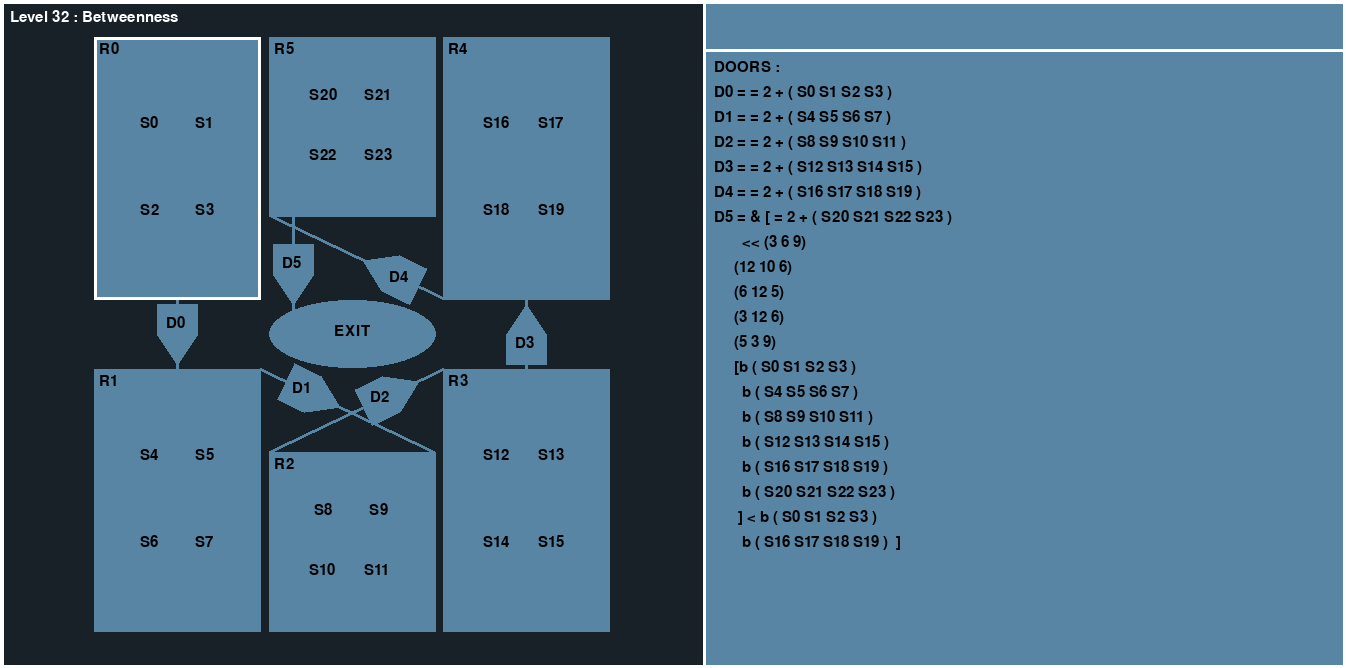 Level 32 : Betweenness
R0
R5
R4
S20 S21
S0 S1
S16 S17
S22 S23
S2 S3
S18 S19
D5
D4
D0
EXIT
D3
R1
R3
D1
D2
S4 S5
S12 S13
R2
S8 S9
S6 S7
S14 S15
S10 S11
DOORS :
D0 = = 2 + ( S0 S1 S2 S3 )
D1 = = 2 + ( S4 S5 S6 S7 )
D2 = = 2 + ( S8 S9 S10 S11 )
D3 = = 2 + ( S12 S13 S14 S15 )
D4 = = 2 + ( S16 S17 S18 S19 )
D5 = & [ = 2 + ( S20 S21 S22 S23 )
<< (3 6 9)
(12 10 6)
(6 12 5)
(3 12 6)
(5 3 9)
[b ( S0 S1 S2 S3 )
b ( S4 S5 S6 S7 )
b ( S8 S9 S10 S11 )
b ( S12 S13 S14 S15 )
b ( S16 S17 S18 S19 )
b ( S20 S21 S22 S23 )
] < b ( S0 S1 S2 S3 )
b ( S16 S17 S18 S19 ) ]